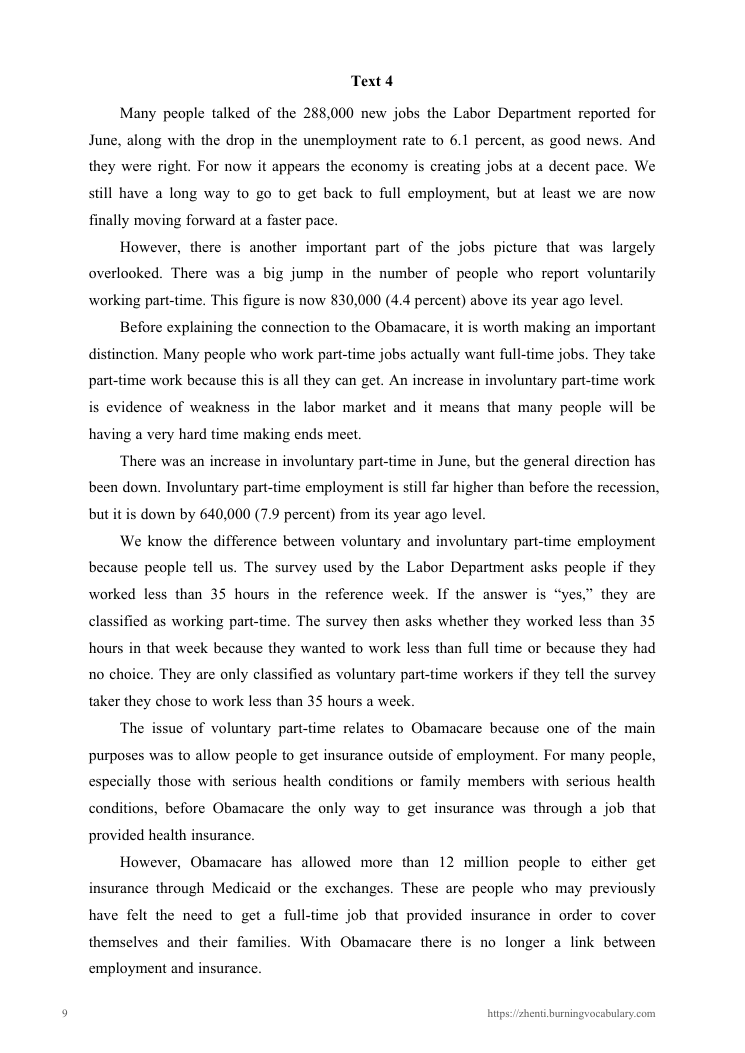 Text 4
Many people talked of the 288,000 new jobs the Labor Department reported for
June, along with the drop in the unemployment rate to 6.1 percent, as good news. And
they were right. For now it appears the economy is creating jobs at a decent pace. We
still have a long way to go to get back to full employment, but at least we are now
finally moving forward at a faster pace.
However, there is another important part of the jobs picture that was largely
overlooked. There was a big jump in the number of people who report voluntarily
working part-time. This figure is now 830,000 (4.4 percent) above its year ago level.
Before explaining the connection to the Obamacare, it is worth making an important
distinction. Many people who work part-time jobs actually want full-time jobs. They take
part-time work because this is all they can get. An increase in involuntary part-time work
is evidence of weakness in the labor market and it means that many people will be
having a very hard time making ends meet.
There was an increase in involuntary part-time in June, but the general direction has
been down. Involuntary part-time employment is still far higher than before the recession,
but it is down by 640,000 (7.9 percent) from its year ago level.
We know the difference between voluntary and involuntary part-time employment
because people tell us. The survey used by the Labor Department asks people if they
worked less than 35 hours in the reference week. If the answer is “yes,” they are
classified as working part-time. The survey then asks whether they worked less than 35
hours in that week because they wanted to work less than full time or because they had
no choice. They are only classified as voluntary part-time workers if they tell the survey
taker they chose to work less than 35 hours a week.
The issue of voluntary part-time relates to Obamacare because one of the main
purposes was to allow people to get insurance outside of employment. For many people,
especially those with serious health conditions or family members with serious health
conditions, before Obamacare the only way to get insurance was through a job that
provided health insurance.
However, Obamacare has allowed more than 12 million people to either get
insurance through Medicaid or the exchanges. These are people who may previously
have felt the need to get a full-time job that provided insurance in order to cover
themselves and their families. With Obamacare there is no longer a link between
employment and insurance.
9
https://zhenti.burningvocabulary.com